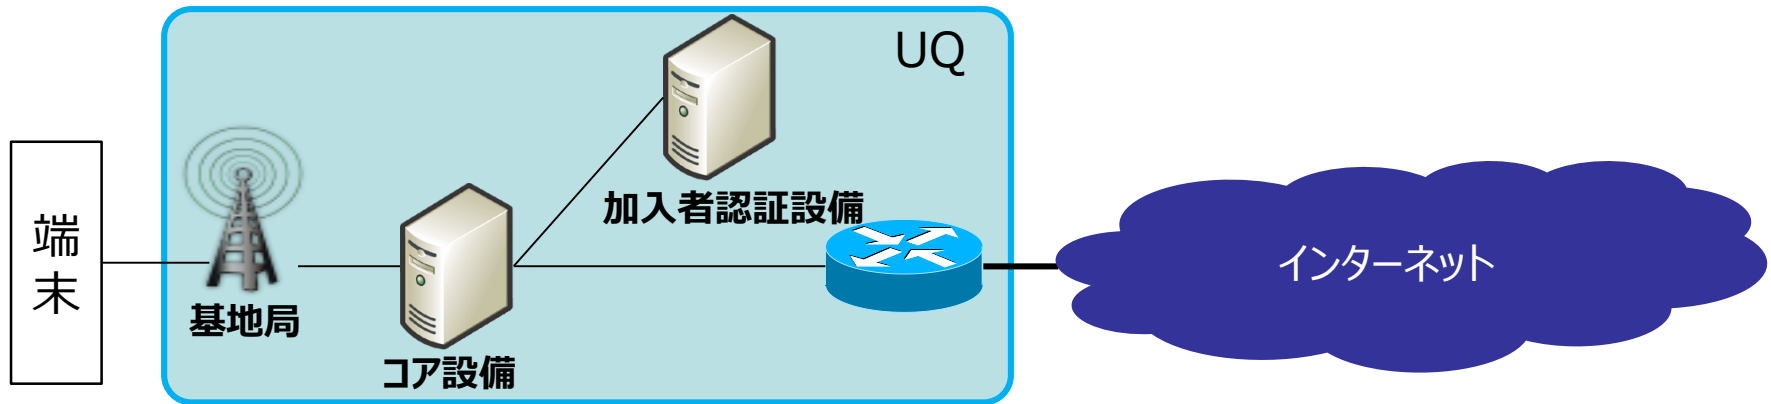 UQ
端
末
加入者認証設備
基地局
コア設備
インターネット